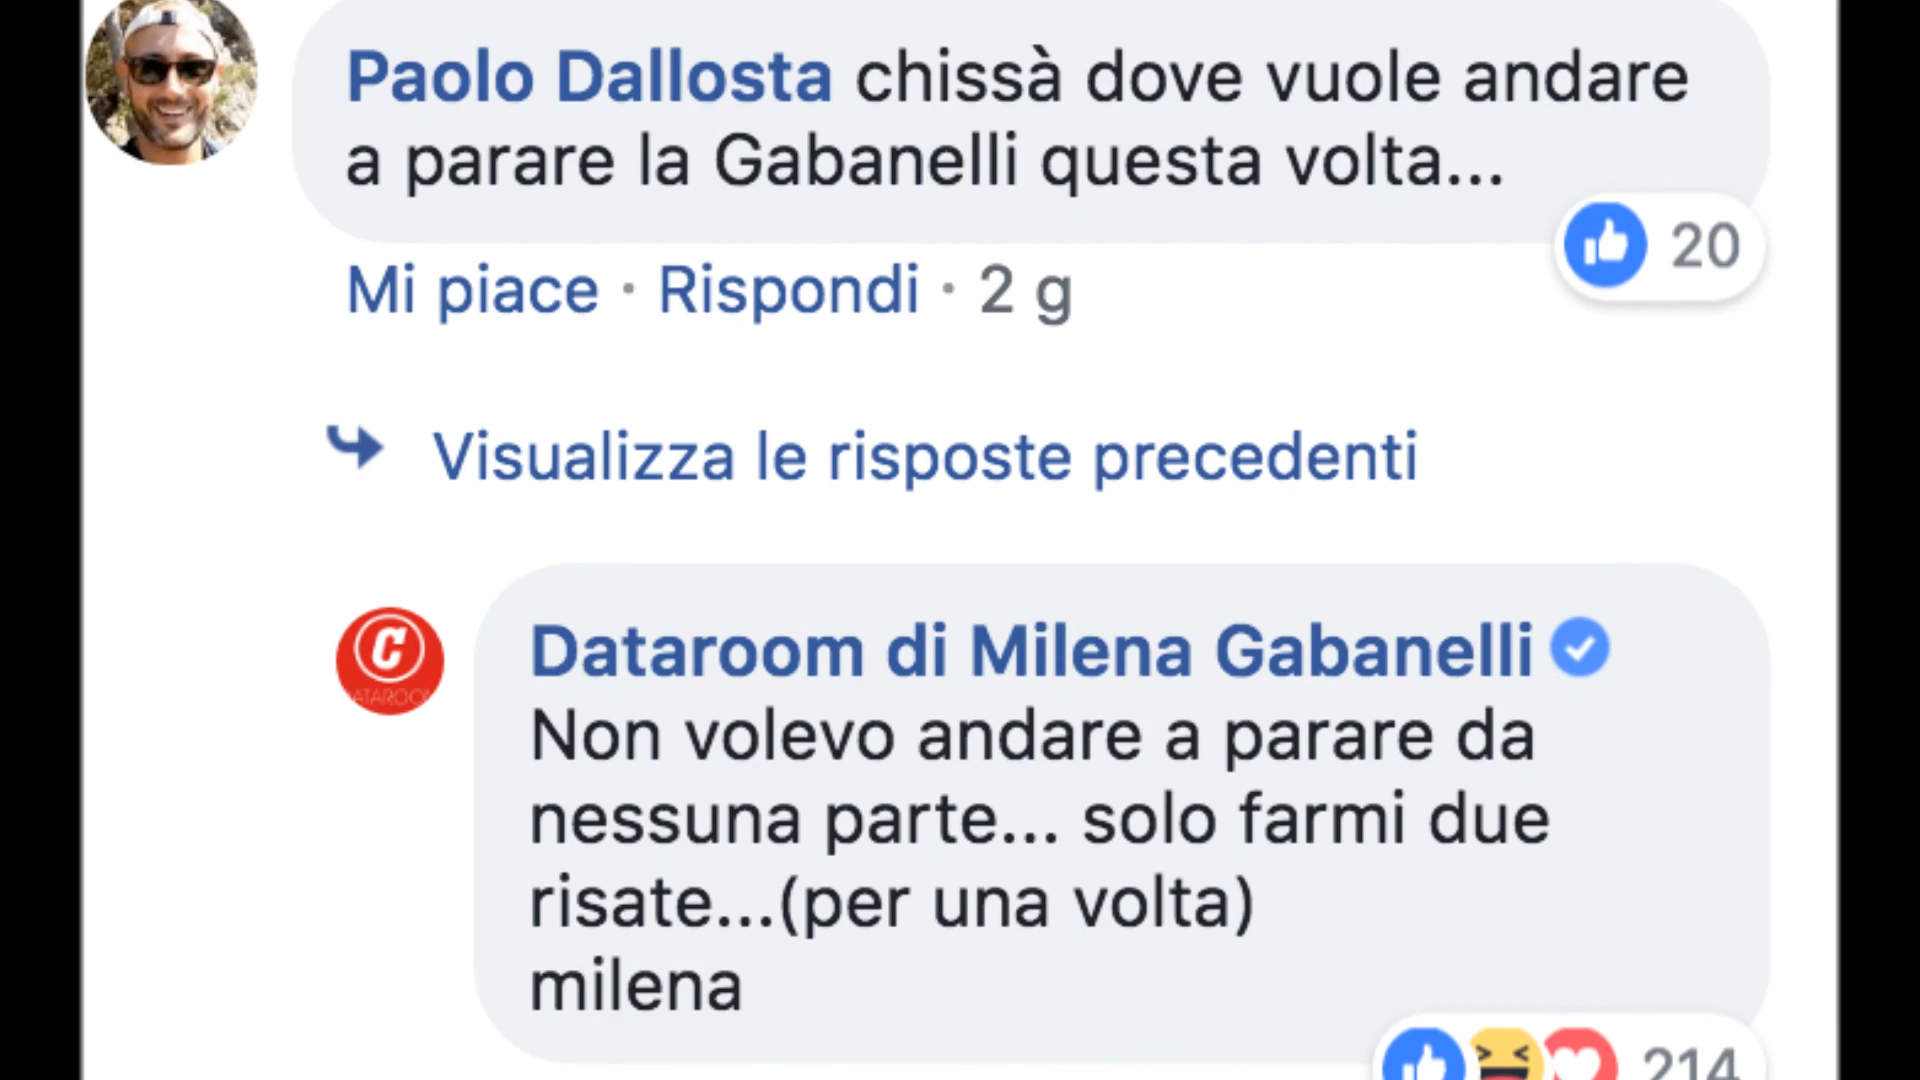 Paolo Dallosta chissà dove vuole andare
a parare la Gabanelli questa volta...
20
Mi piace · Rispondi · 2 g
Visualizza le risposte precedenti
C
ATAROO
Dataroom di Milena Gabanelli
Non volevo andare a parare da
nessuna parte... solo farmi due
risate...(per una volta)
milena
214